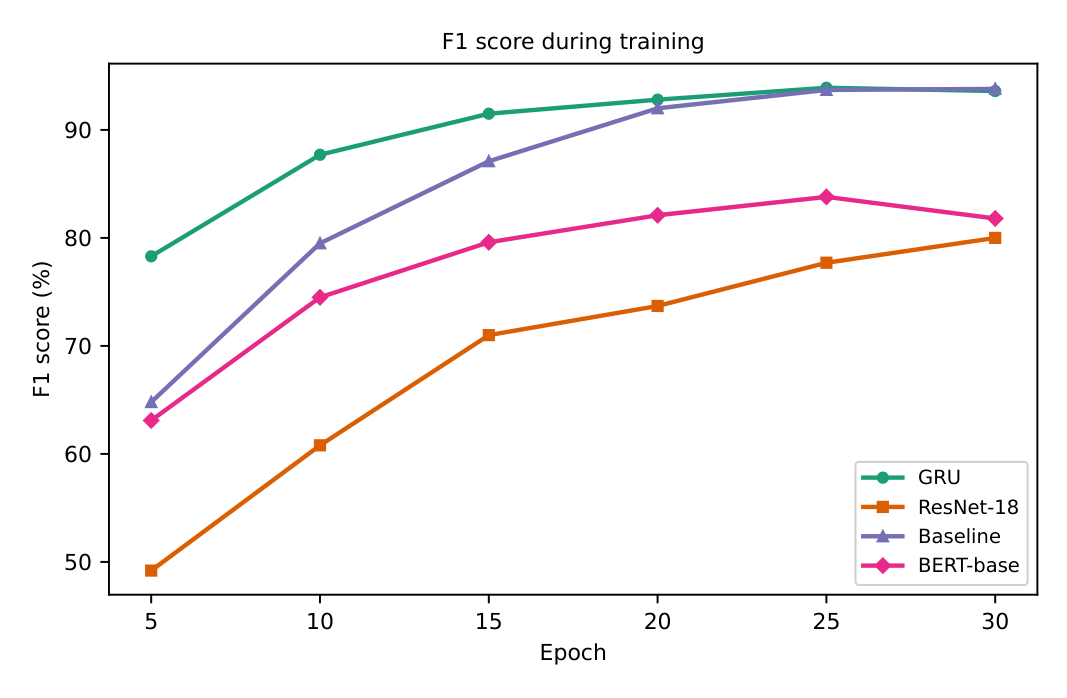 F1 score during training
F1 score (%)
90
80
70
60
50
5 10 15 20 25 30
Epoch
GRU
ResNet-18
Baseline
BERT-base